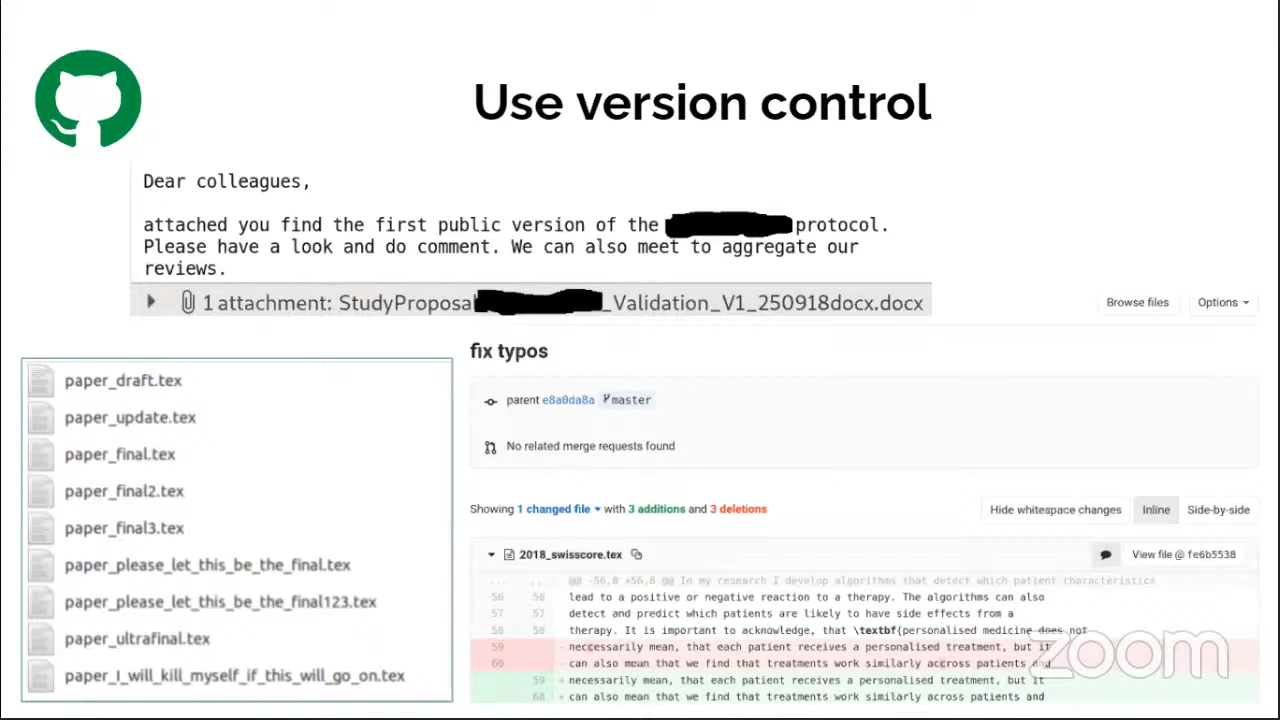 Use version control
Dear colleagues,
attached you find the first public version of the protocol.
Please have a look and do comment. We can also meet to aggregate our
reviews.
1 attachment: StudyProposal _Validation_V1_250918docx.docx
Browse files
Options
paper_draft.tex
paper_update.tex
paper_final.tex
paper_final2.tex
paper_final3.tex
paper_please_let_this_be_the_final.tex
paper_please_let_this_be_the_final123.tex
paper_ultrafinal.tex
paper_I_will_kill_myself_if_this_will_go_on.tex
fix typos
parent e8a0da8a master
No related merge requests found
Showing 1 changed file with 3 additions and 3 deletions
Hide whitespace changes
Inline
Side-by-side
2018_swisscore.tex
View file @ fe6b5538
... ... @@ -56,8 +56,8 @@ In my research I develop algorithms that detect which patient characteristics
56 56 lead to a positive or negative reaction to a therapy. The algorithms can also
57 57 detect and predict which patients are likely to have side effects from a
58 58 therapy. It is important to acknowledge, that \textbf{personalised medicine does not
59 - neccessarily mean, that each patient receives a personalised treatment, but it
60 - can also mean that we find that treatments work similarly accross patients and
59 + necessarily mean, that each patient receives a personalised treatment, but it
60 + can also mean that we find that treatments work similarly across patients and
zoom